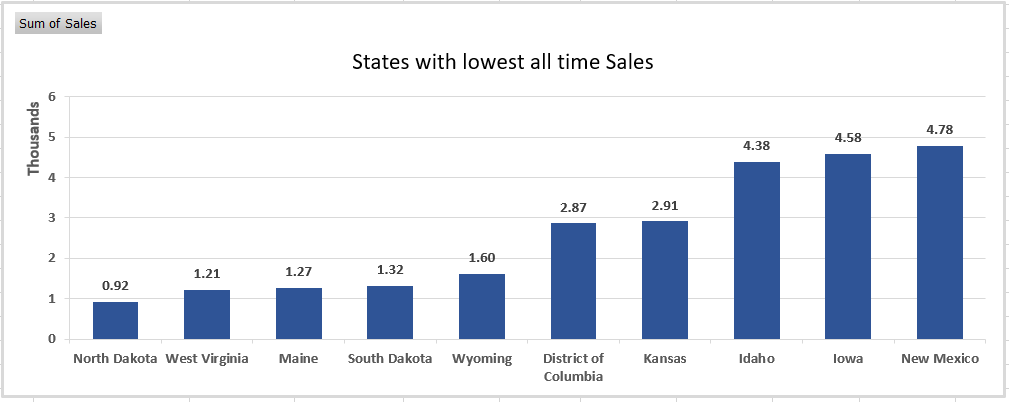 Sum of Sales
States with lowest all time Sales
Thousands
6
5
4
3
2
1
0
0.92
1.21
1.27
1.32
1.60
2.87
2.91
4.38
4.58
4.78
North Dakota
West Virginia
Maine
South Dakota
Wyoming
District of
Columbia
Kansas
Idaho
Iowa
New Mexico